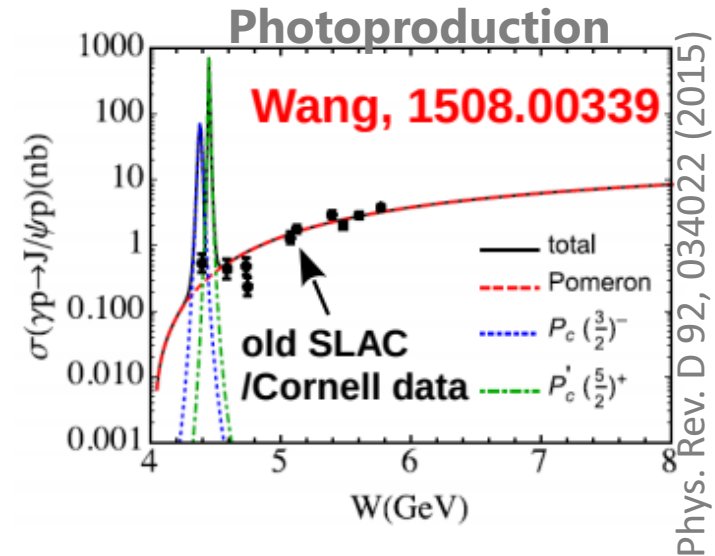 Photoproduction
Wang, 1508.00339
Phys. Rev. D 92, 034022 (2015)
σ(γp→J/ψp)(nb)
1000
100
10
1
0.100
0.010
0.001
total
Pomeron
P_c (3/2)^-
P'_c (5/2)^+
old SLAC
/Cornell data
4 5 6 7 8
W(GeV)